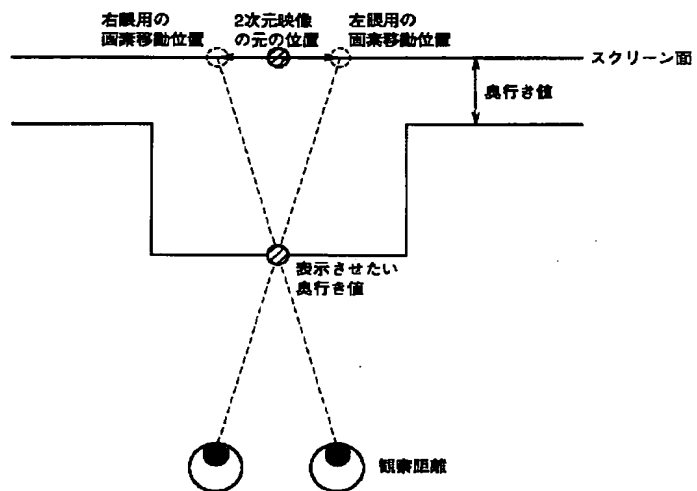 右眼用の
画素移動位置
2次元映像
の元の位置
左眼用の
画素移動位置
スクリーン面
奥行き値
表示させたい
奥行き値
観察距離